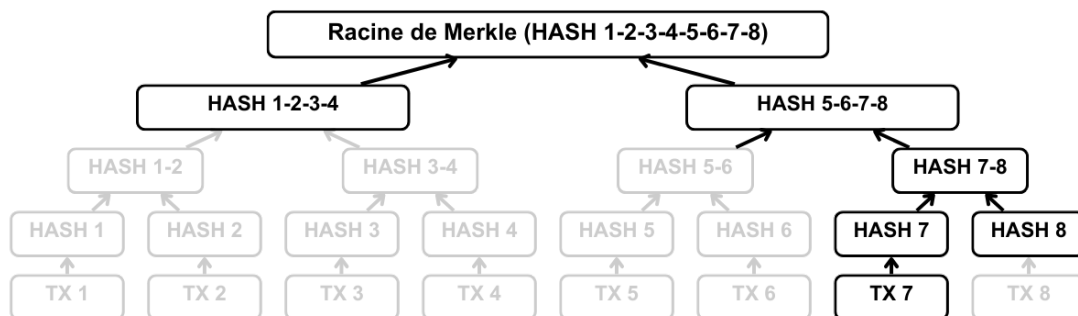 Racine de Merkle (HASH 1-2-3-4-5-6-7-8)
HASH 1-2-3-4
HASH 5-6-7-8
HASH 1-2
HASH 3-4
HASH 5-6
HASH 7-8
HASH 1
HASH 2
HASH 3
HASH 4
HASH 5
HASH 6
HASH 7
HASH 8
TX 1
TX 2
TX 3
TX 4
TX 5
TX 6
TX 7
TX 8